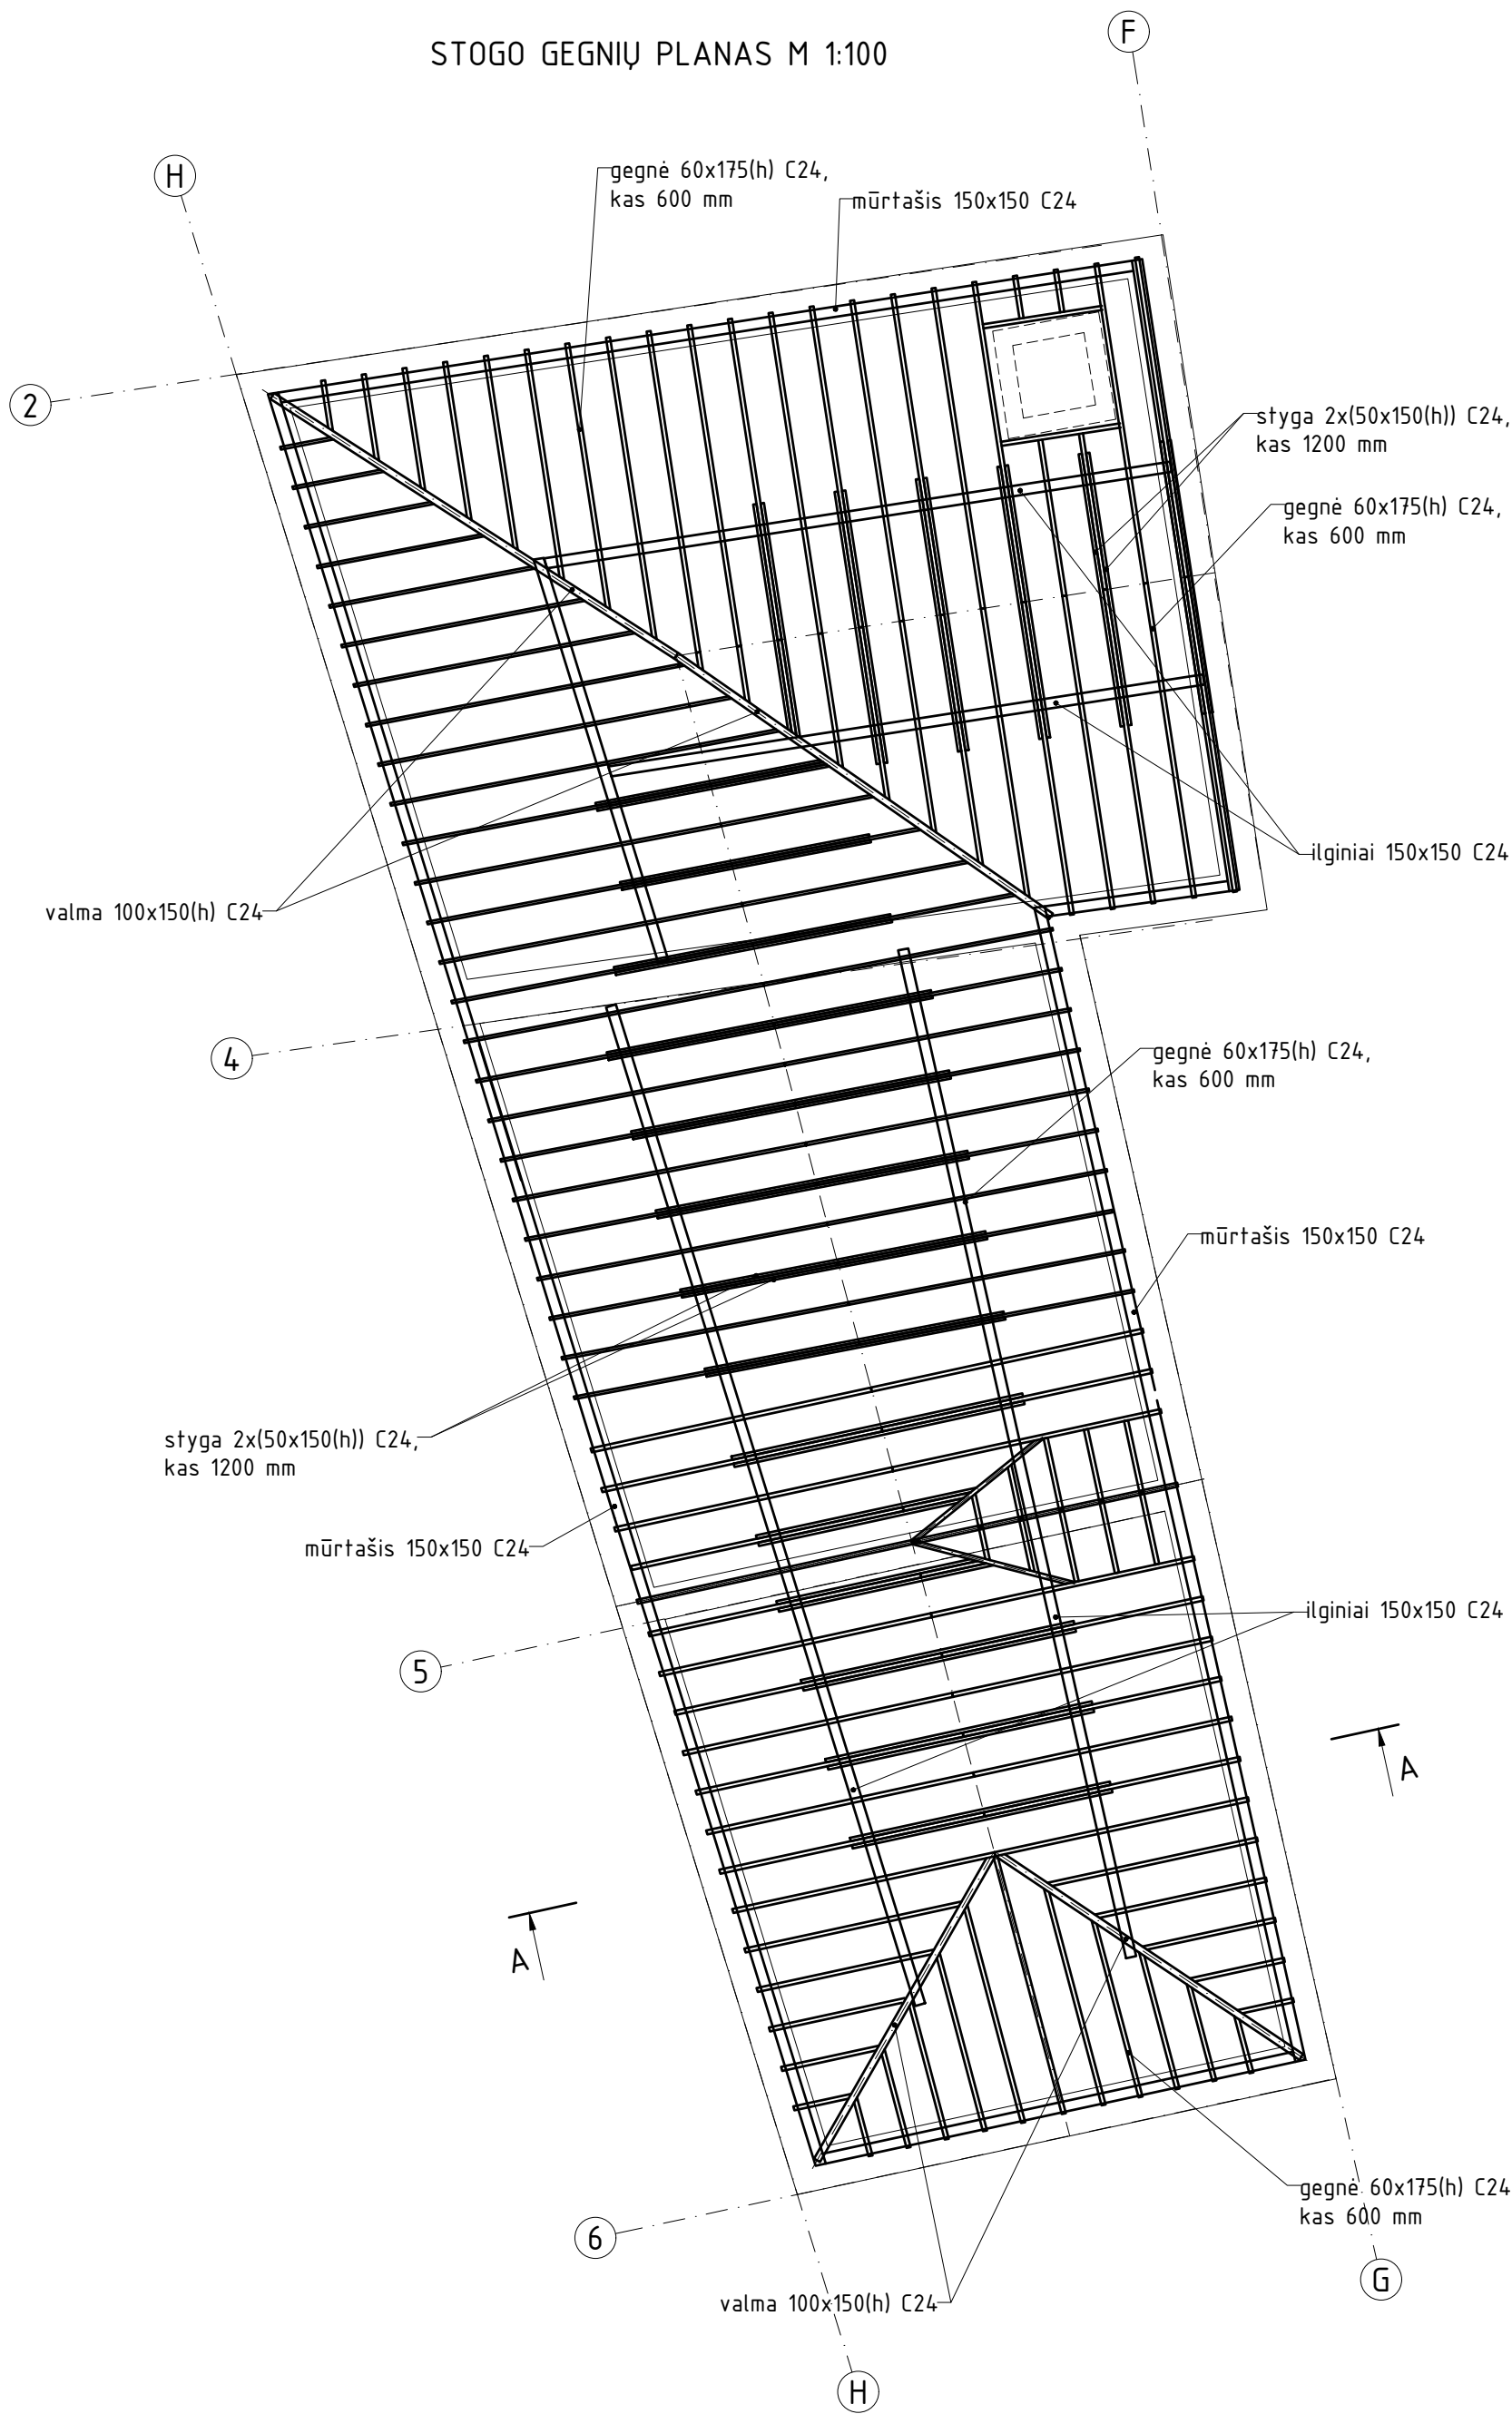 STOGO GEGNIŲ PLANAS M 1:100
F
H
gegnė 60x175(h) C24,
kas 600 mm
mūrtašis 150x150 C24
2
styga 2x(50x150(h)) C24,
kas 1200 mm
gegnė 60x175(h) C24,
kas 600 mm
ilginiai 150x150 C24
valma 100x150(h) C24
4
gegnė 60x175(h) C24,
kas 600 mm
mūrtašis 150x150 C24
styga 2x(50x150(h)) C24,
kas 1200 mm
mūrtašis 150x150 C24
ilginiai 150x150 C24
5
A
A
gegnė 60x175(h) C24
kas 600 mm
6
G
valma 100x150(h) C24
H